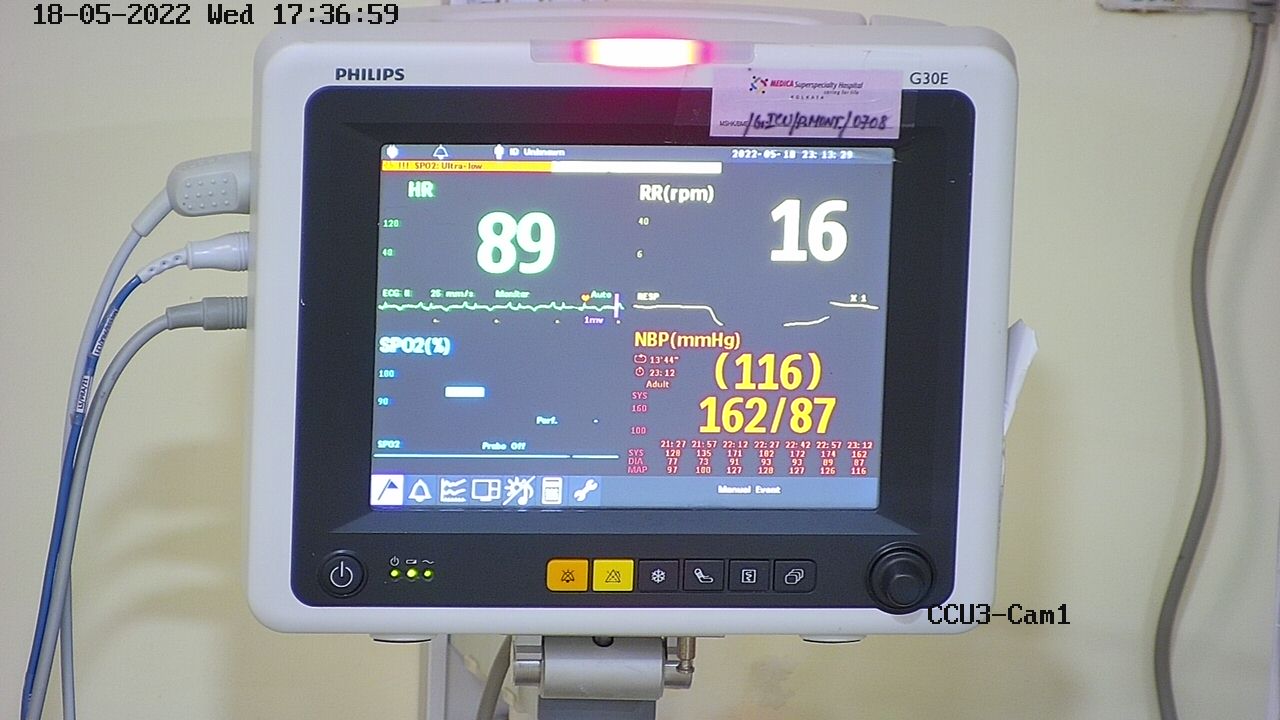 18-05-2022 Wed 17:36:59
PHILIPS
G30E
MEDICA Superspecialty Hospital
caring for life
KOLKATA
ID Unknown
2022-05-18 23:13:29
!!! SPO2: Ultra-low
HR
120
40
89
RR(rpm)
40
6
16
ECG II 25 mm/s Monitor Auto
1mv
RESP X 1
SPO2(%)
100
90
Perf. -
SPO2 Probe Off
NBP(mmHg)
13'44"
23:12
Adult
SYS
160
100
(116)
162/87
21:27 21:57 22:12 22:27 22:42 22:57 23:12
SYS 128 135 171 182 172 174 162
DIA 77 73 91 93 93 89 87
MAP 97 100 127 128 127 126 116
Manual Event
CCU3-Cam1